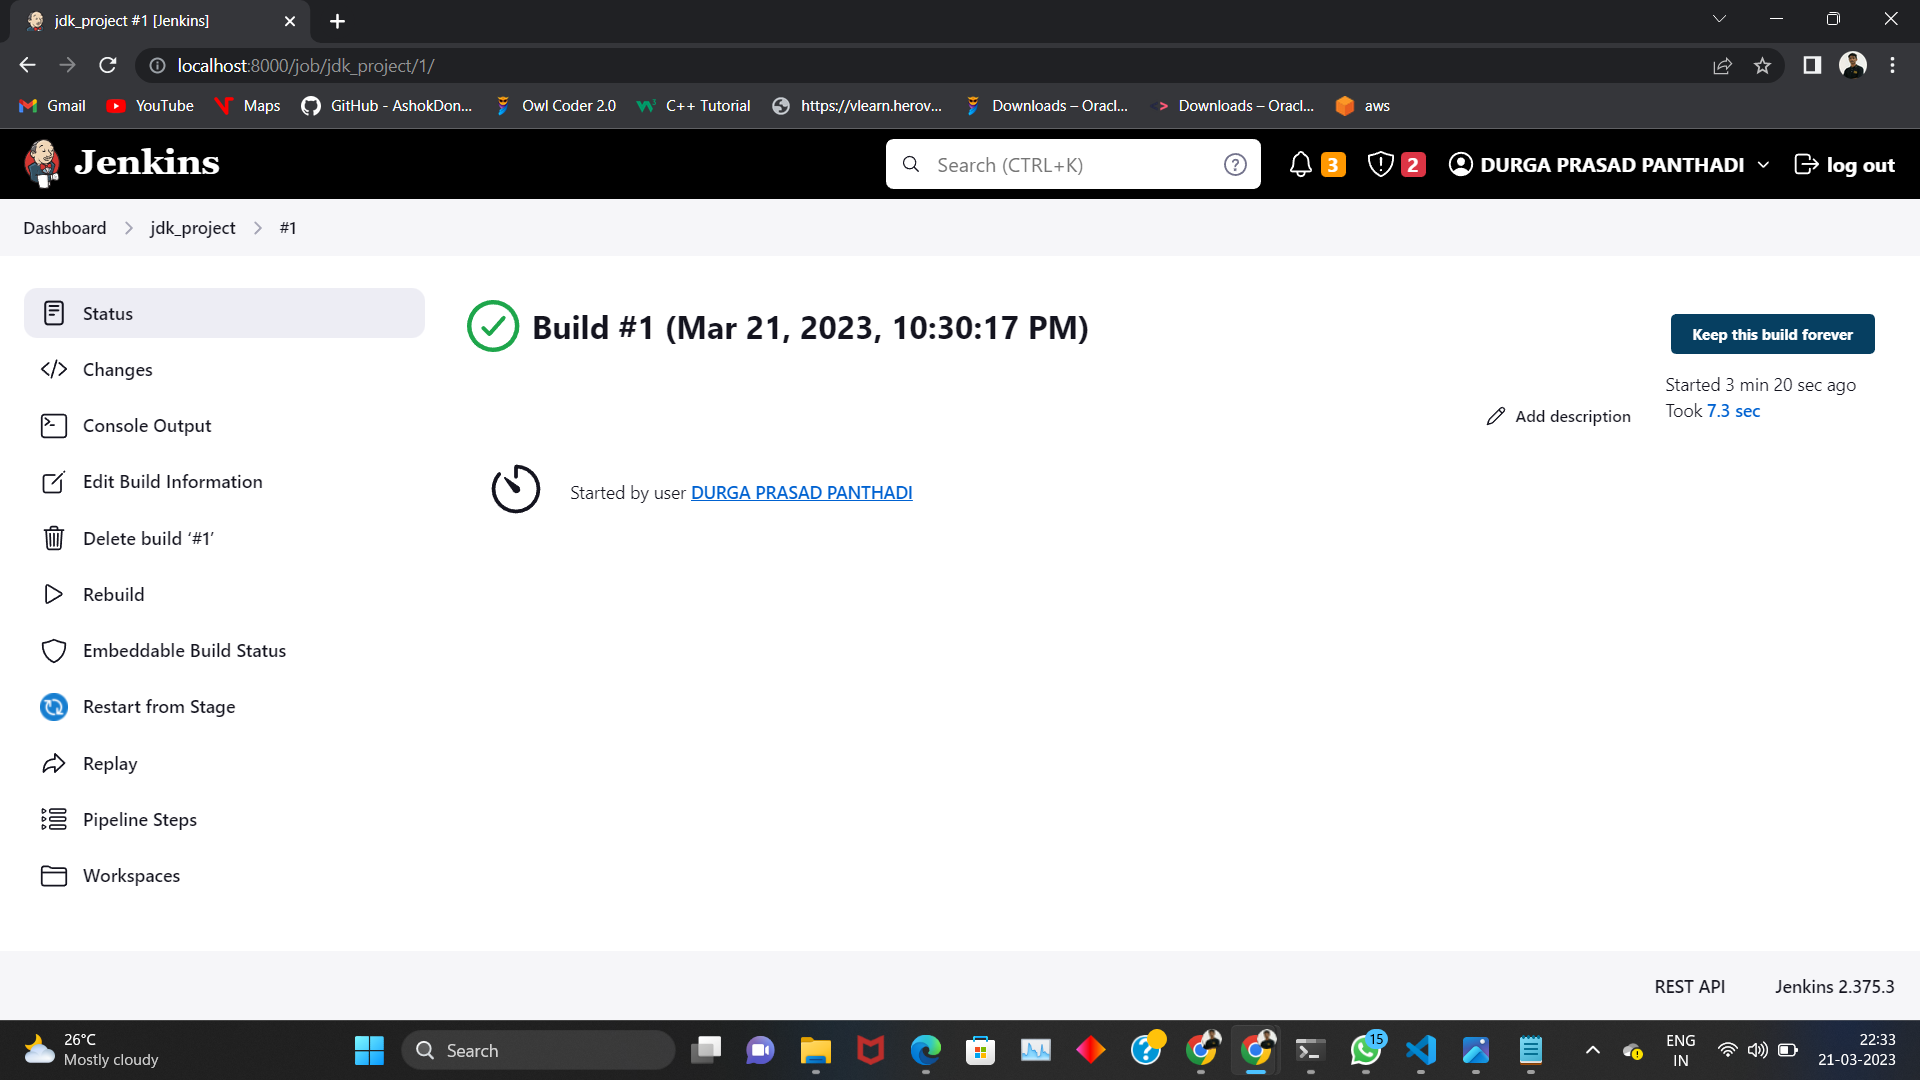 jdk_project #1 [Jenkins]
localhost:8000/job/jdk_project/1/
Gmail YouTube Maps GitHub - AshokDon... Owl Coder 2.0 C++ Tutorial https://vlearn.herov... Downloads – Oracl... Downloads – Oracl... aws
Jenkins Search (CTRL+K) 3 2 DURGA PRASAD PANTHADI log out
Dashboard jdk_project #1
Status
Changes
Console Output
Edit Build Information
Delete build ‘#1’
Rebuild
Embeddable Build Status
Restart from Stage
Replay
Pipeline Steps
Workspaces
Build #1 (Mar 21, 2023, 10:30:17 PM)
Keep this build forever
Started 3 min 20 sec ago
Took 7.3 sec
Add description
Started by user DURGA PRASAD PANTHADI
REST API Jenkins 2.375.3
26°C
Mostly cloudy
Search
15
ENG
IN
22:33
21-03-2023